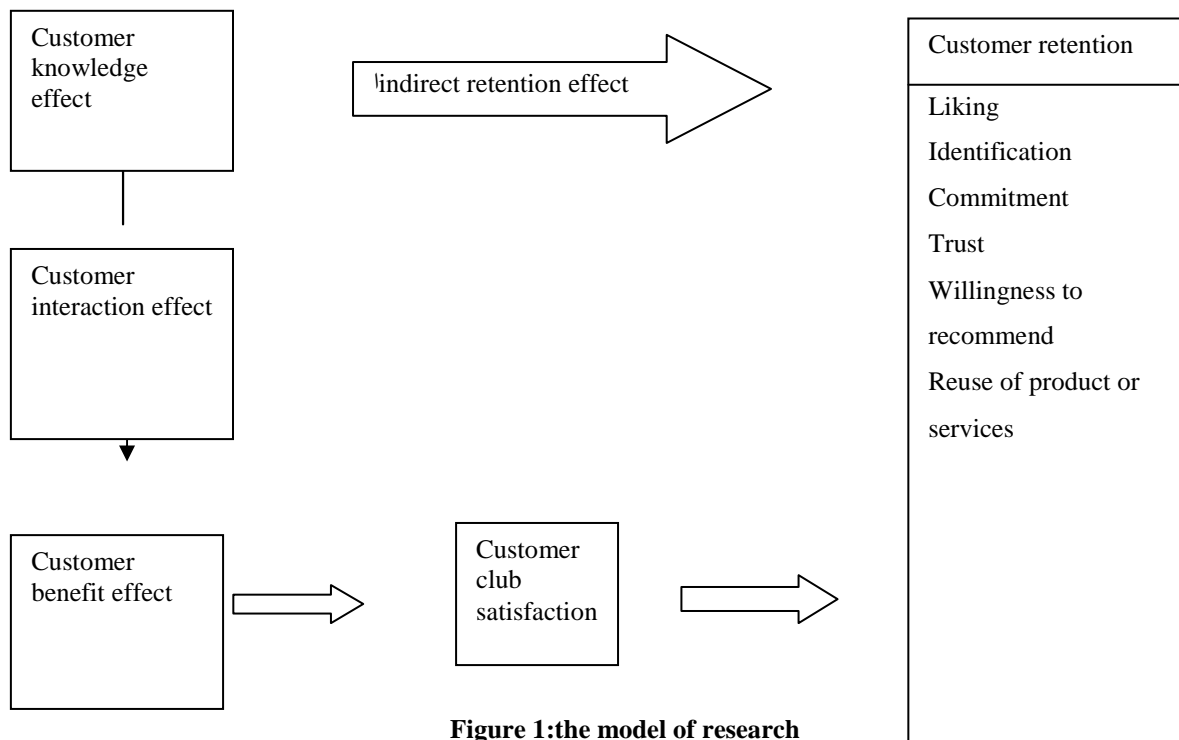 Customer
knowledge
effect
indirect retention effect
Customer retention
Liking
Identification
Commitment
Trust
Willingness to
recommend
Reuse of product or
services
Customer
interaction effect
Customer
benefit effect
Customer
club
satisfaction
Figure 1:the model of research